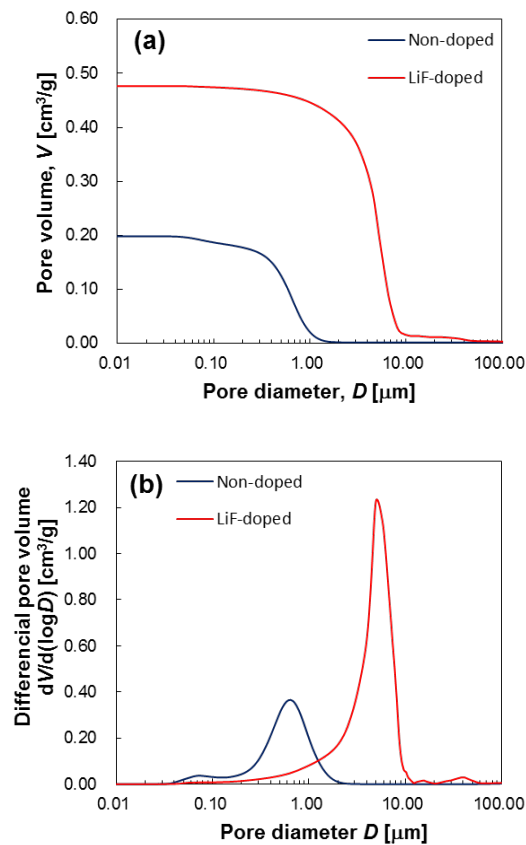 (a)
Non-doped
LiF-doped
0.60
0.50
0.40
0.30
0.20
0.10
0.00
Pore volume, V [cm³/g]
0.01 0.10 1.00 10.00 100.00
Pore diameter, D [μm]
(b)
Non-doped
LiF-doped
1.40
1.20
1.00
0.80
0.60
0.40
0.20
0.00
Differencial pore volume
dV/d(logD) [cm³/g]
0.01 0.10 1.00 10.00 100.00
Pore diameter D [μm]